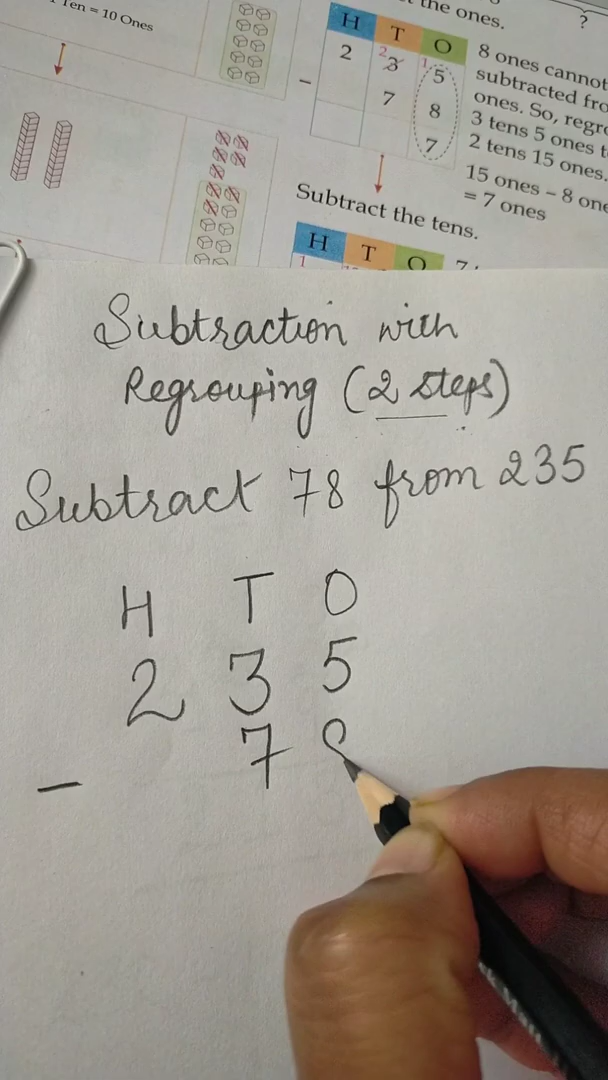 Ten = 10 Ones
the ones.
?
H T O
2 2 3 1 5
− 7 8
7
8 ones cannot
subtracted fro
ones. So, regro
3 tens 5 ones t
2 tens 15 ones.
15 ones − 8 one
= 7 ones
Subtract the tens.
H T O
1
Subtraction with
Regrouping (2 steps)
Subtract 78 from 235
H T O
2 3 5
− 7 8